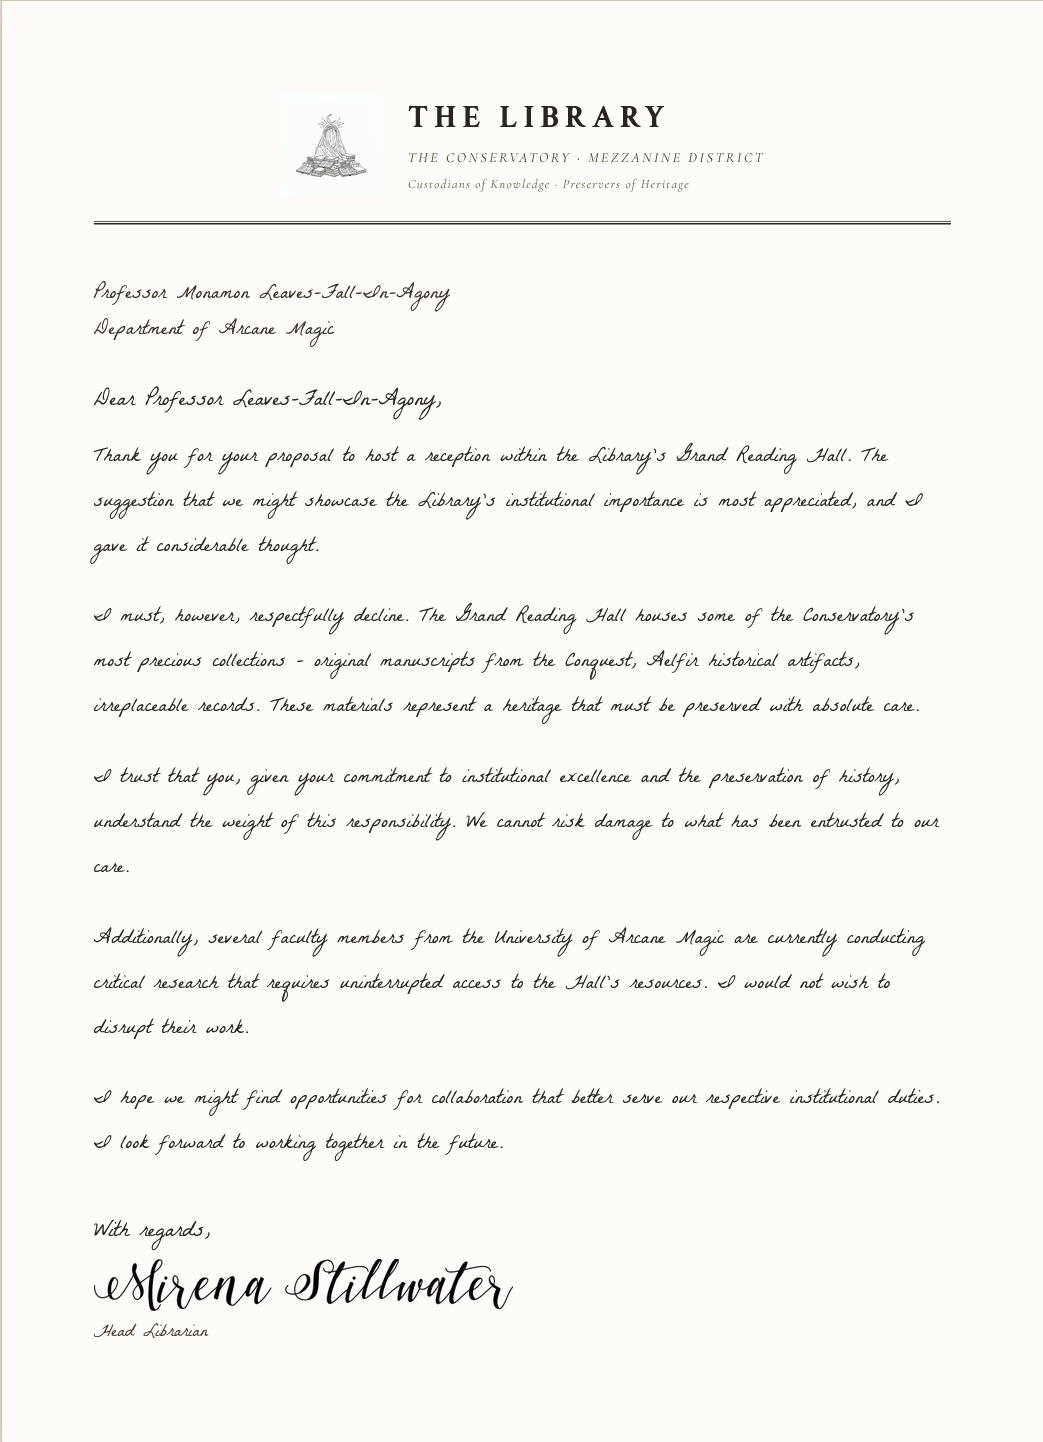 THE LIBRARY
THE CONSERVATORY · MEZZANINE DISTRICT
Custodians of Knowledge · Preservers of Heritage
Professor Monamon Leaves-Fall-In-Agony
Department of Arcane Magic
Dear Professor Leaves-Fall-In-Agony,
Thank you for your proposal to host a reception within the Library's Grand Reading Hall. The
suggestion that we might showcase the Library's institutional importance is most appreciated, and I
gave it considerable thought.
I must, however, respectfully decline. The Grand Reading Hall houses some of the Conservatory's
most precious collections - original manuscripts from the Conquest, Aelfir historical artifacts,
irreplaceable records. These materials represent a heritage that must be preserved with absolute care.
I trust that you, given your commitment to institutional excellence and the preservation of history,
understand the weight of this responsibility. We cannot risk damage to what has been entrusted to our
care.
Additionally, several faculty members from the University of Arcane Magic are currently conducting
critical research that requires uninterrupted access to the Hall's resources. I would not wish to
disrupt their work.
I hope we might find opportunities for collaboration that better serve our respective institutional duties.
I look forward to working together in the future.
With regards,
Mirena Stillwater
Head Librarian